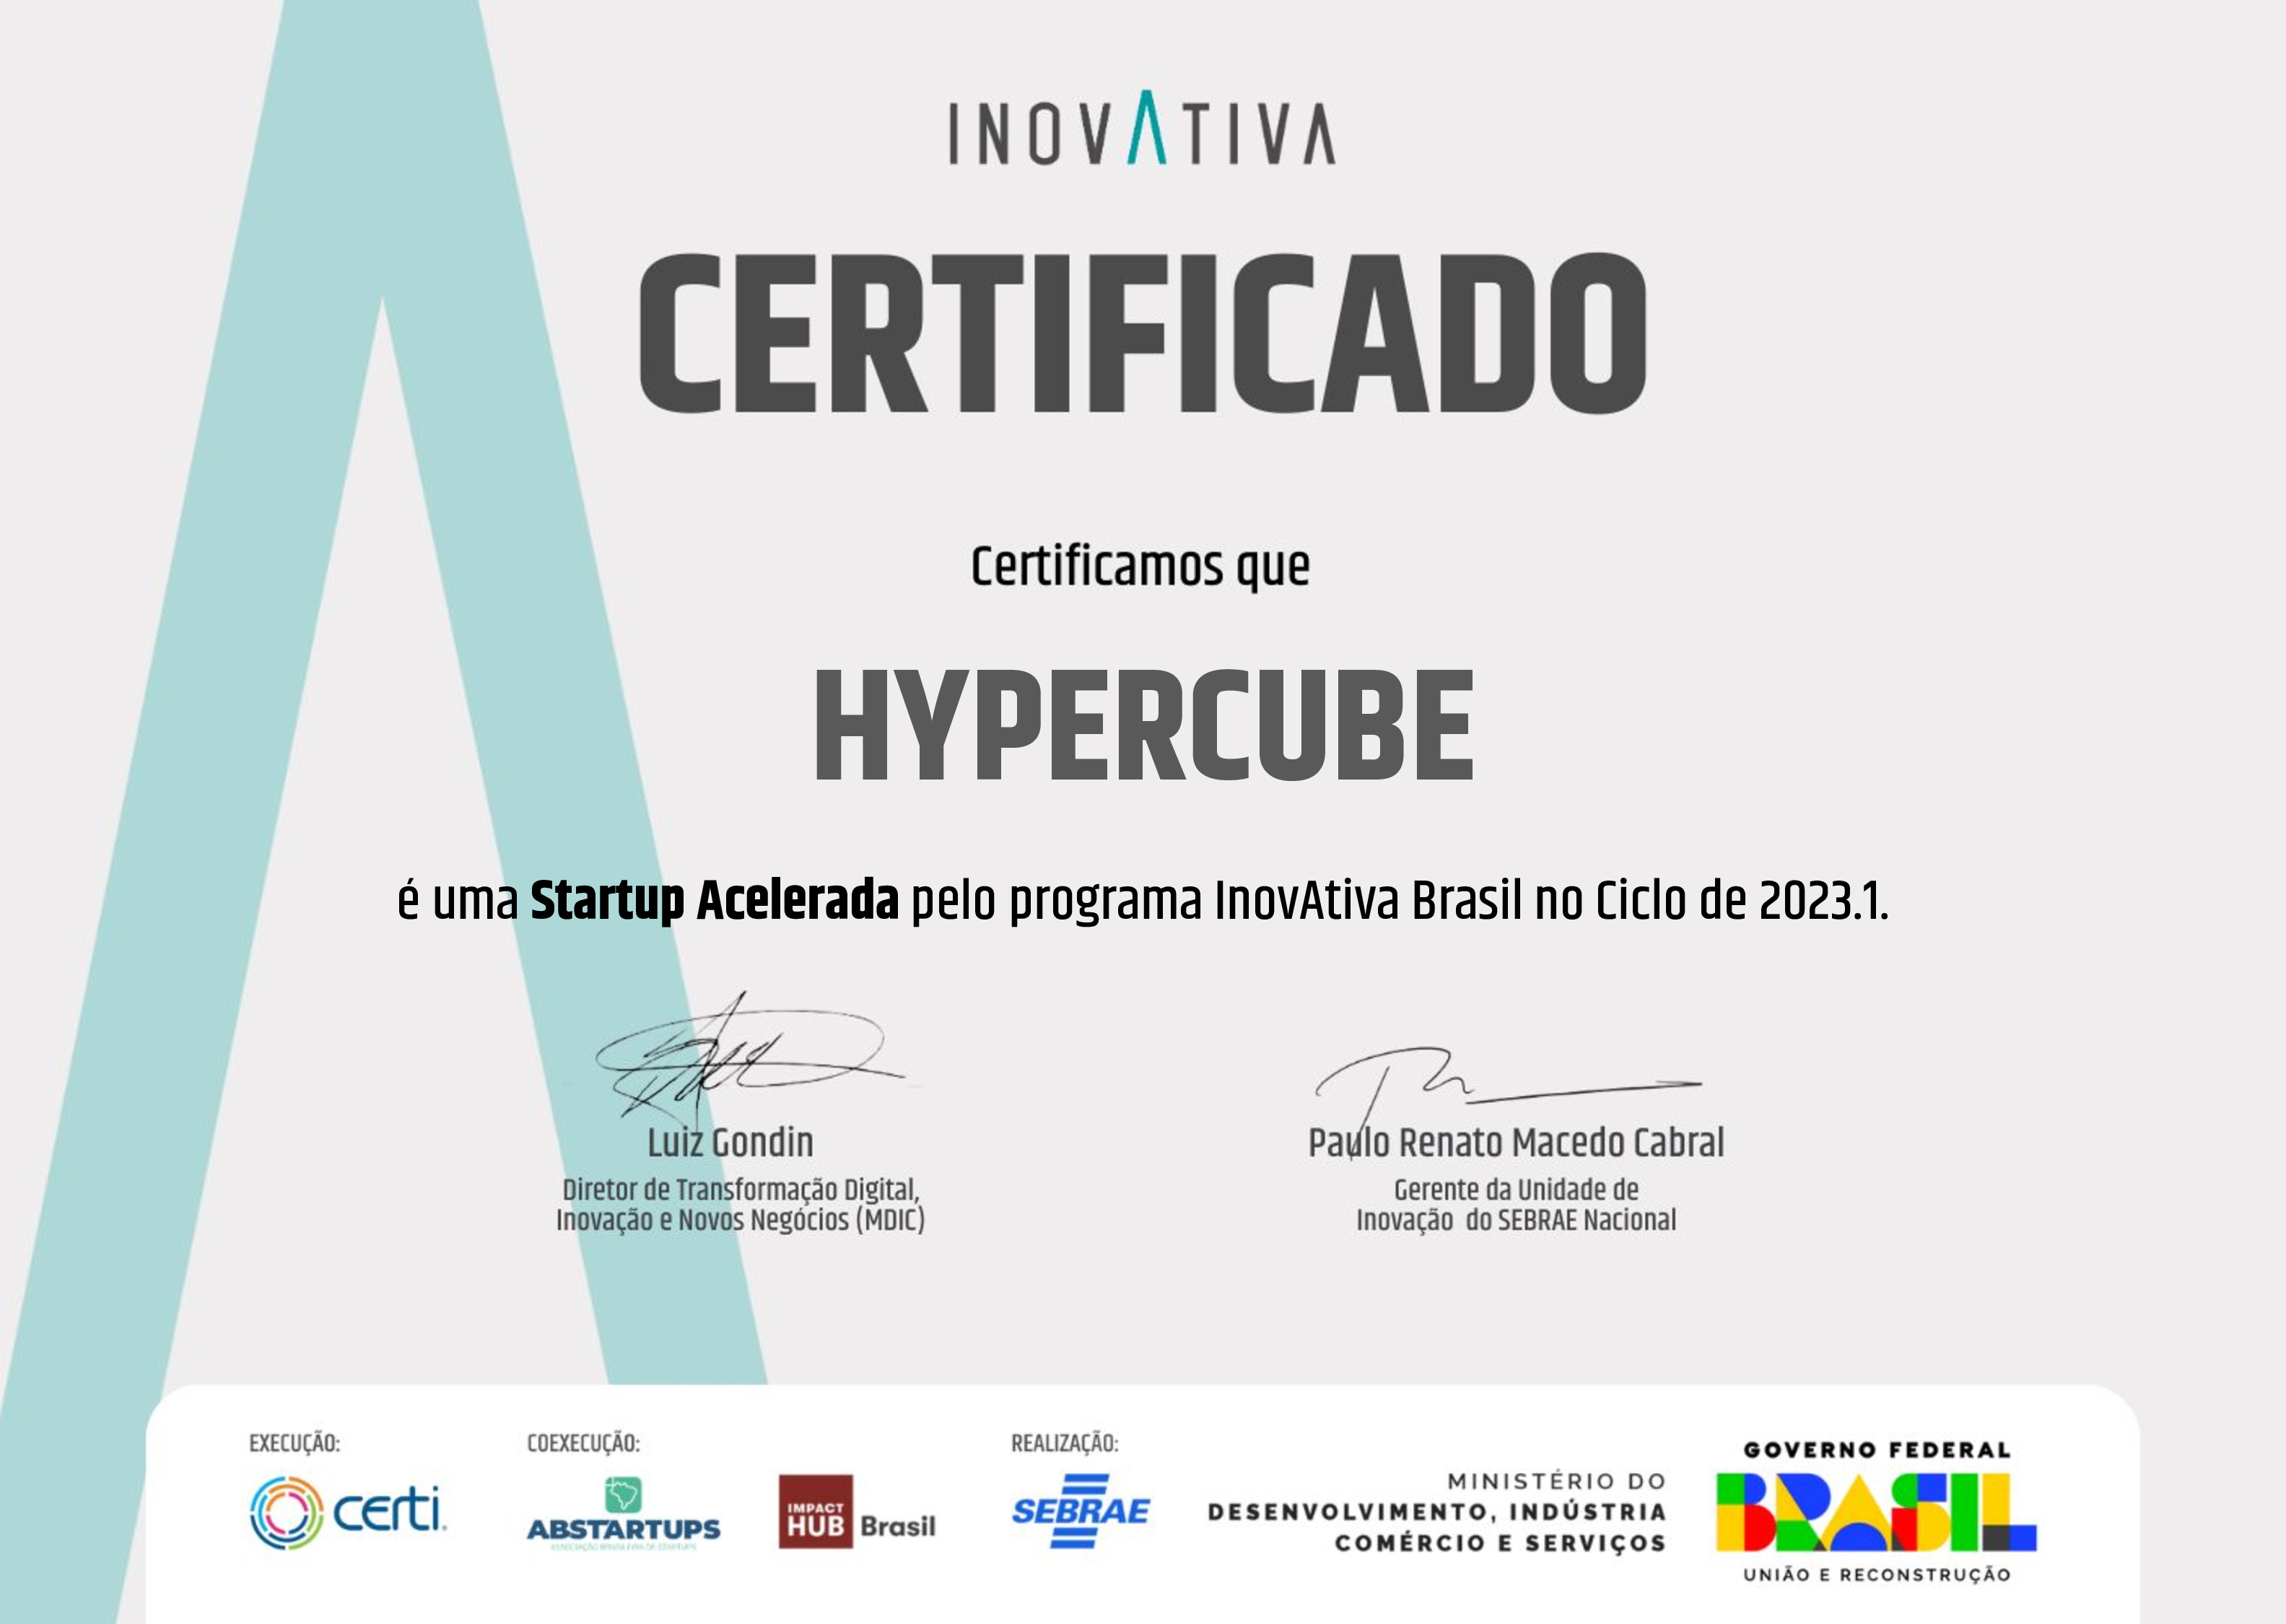 INOVATIVA
CERTIFICADO
Certificamos que
HYPERCUBE
é uma Startup Acelerada pelo programa InovAtiva Brasil no Ciclo de 2023.1.
Luiz Gondin
Diretor de Transformação Digital,
Inovação e Novos Negócios (MDIC)
Paulo Renato Macedo Cabral
Gerente da Unidade de
Inovação do SEBRAE Nacional
EXECUÇÃO:
certi.
COEXECUÇÃO:
ABSTARTUPS
ASSOCIAÇÃO BRASILEIRA DE STARTUPS
IMPACT
HUB Brasil
REALIZAÇÃO:
SEBRAE
MINISTÉRIO DO
DESENVOLVIMENTO, INDÚSTRIA
COMÉRCIO E SERVIÇOS
GOVERNO FEDERAL
BRASIL
UNIÃO E RECONSTRUÇÃO